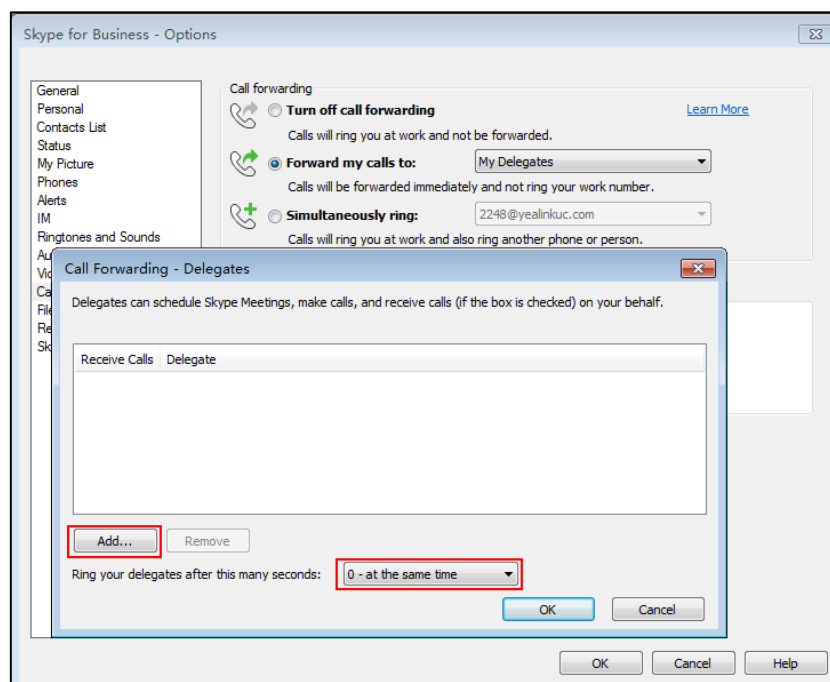 Skype for Business - Options
General
Personal
Contacts List
Status
My Picture
Phones
Alerts
IM
Ringtones and Sounds
Call forwarding
Turn off call forwarding
Learn More
Calls will ring you at work and not be forwarded.
Forward my calls to:
My Delegates
Calls will be forwarded immediately and not ring your work number.
Simultaneously ring:
2248@yealinkuc.com
Calls will ring you at work and also ring another phone or person.
Call Forwarding - Delegates
Delegates can schedule Skype Meetings, make calls, and receive calls (if the box is checked) on your behalf.
Receive Calls Delegate
Add... Remove
Ring your delegates after this many seconds: 0 - at the same time
OK Cancel
OK Cancel Help